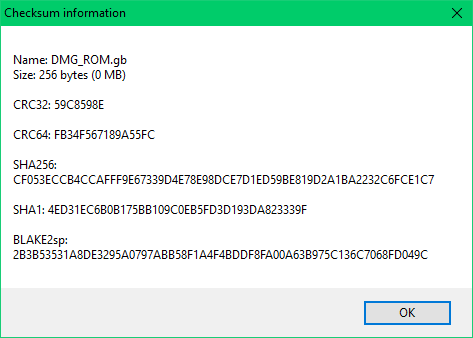 Checksum information
Name: DMG_ROM.gb
Size: 256 bytes (0 MB)
CRC32: 59C8598E
CRC64: FB34F567189A55FC
SHA256:
CF053ECCB4CCAFFF9E67339D4E78E98DCE7D1ED59BE819D2A1BA2232C6FCE1C7
SHA1: 4ED31EC6B0B175BB109C0EB5FD3D193DA823339F
BLAKE2sp:
2B3B53531A8DE3295A0797ABB58F1A4F4BDDF8FA00A63B975C136C7068FD049C
OK